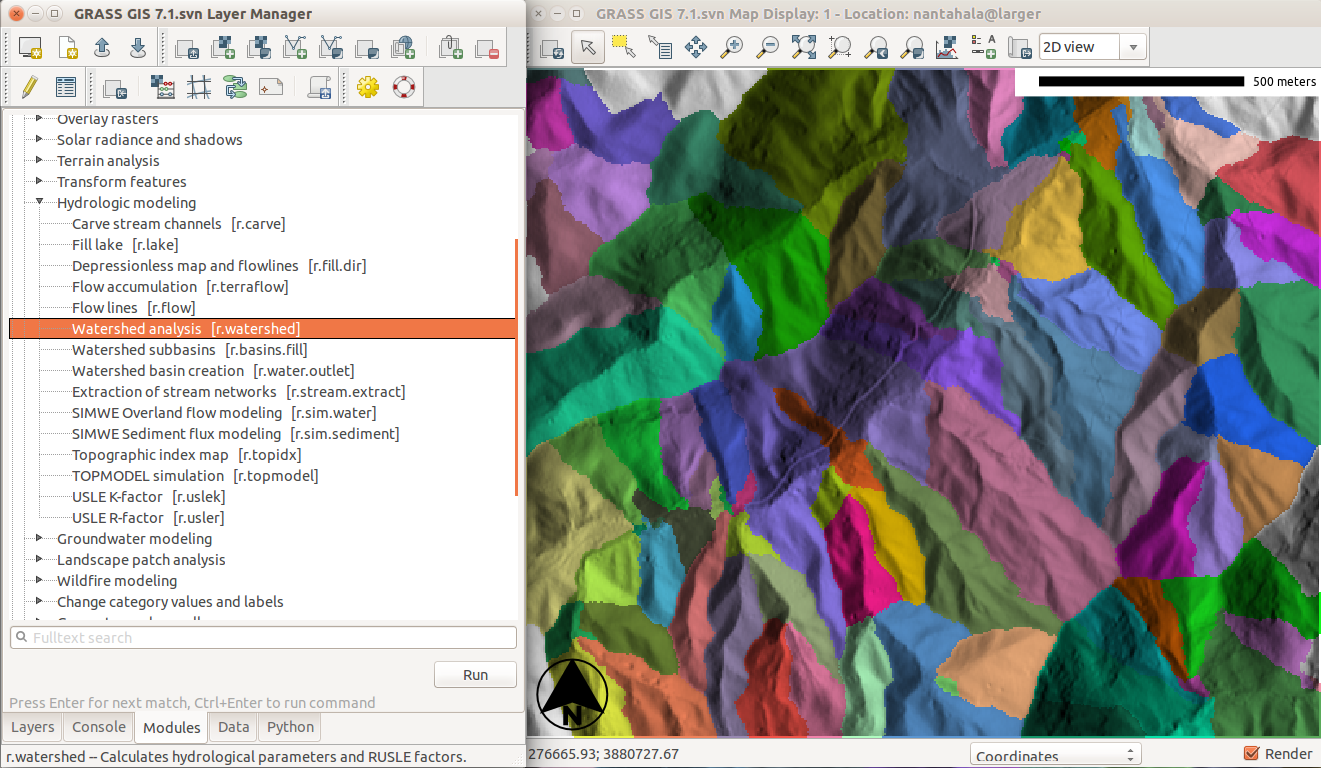 GRASS GIS 7.1.svn Layer Manager
Overlay rasters
Solar radiance and shadows
Terrain analysis
Transform features
Hydrologic modeling
Carve stream channels [r.carve]
Fill lake [r.lake]
Depressionless map and flowlines [r.fill.dir]
Flow accumulation [r.terraflow]
Flow lines [r.flow]
Watershed analysis [r.watershed]
Watershed subbasins [r.basins.fill]
Watershed basin creation [r.water.outlet]
Extraction of stream networks [r.stream.extract]
SIMWE Overland flow modeling [r.sim.water]
SIMWE Sediment flux modeling [r.sim.sediment]
Topographic index map [r.topidx]
TOPMODEL simulation [r.topmodel]
USLE K-factor [r.uslek]
USLE R-factor [r.usler]
Groundwater modeling
Landscape patch analysis
Wildfire modeling
Change category values and labels
Fulltext search
Run
Press Enter for next match, Ctrl+Enter to run command
Layers Console Modules Data Python
r.watershed -- Calculates hydrological parameters and RUSLE factors.
GRASS GIS 7.1.svn Map Display: 1 - Location: nantahala@larger
2D view
500 meters
N
276665.93; 3880727.67
Coordinates
Render